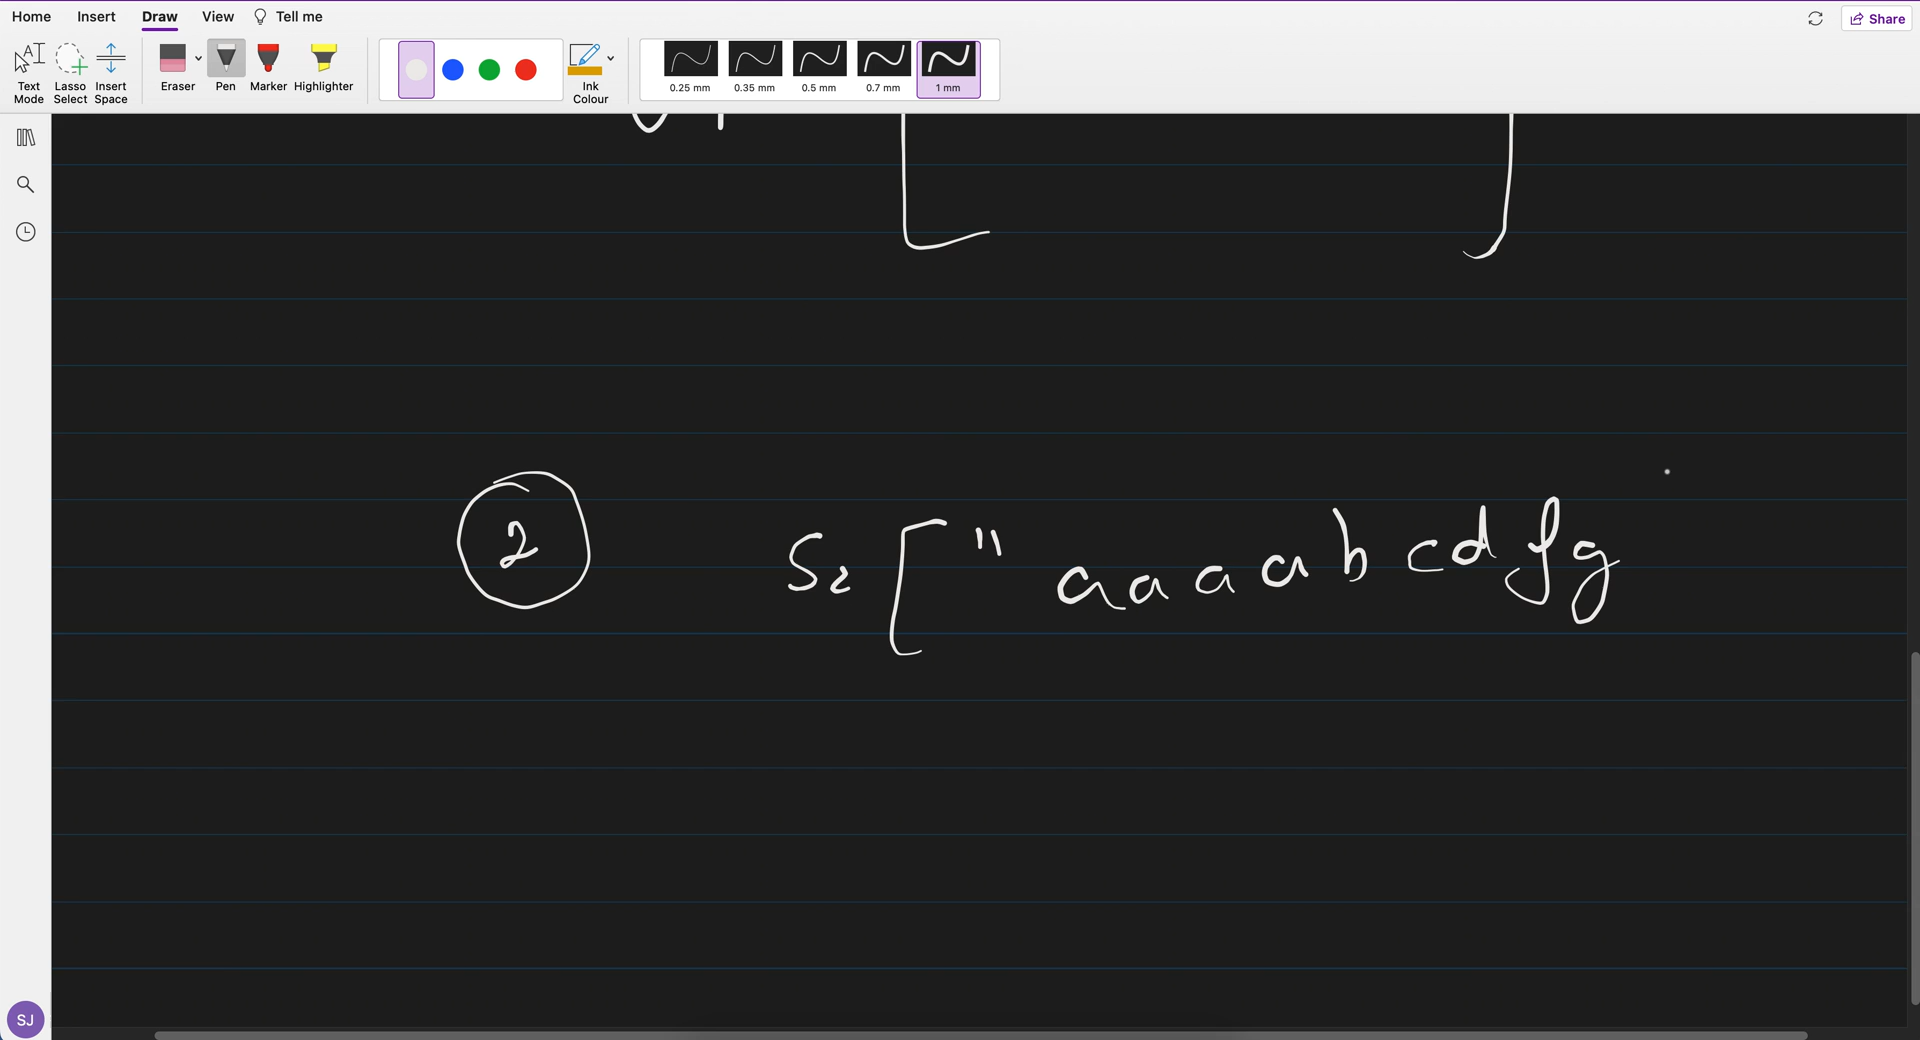 Home Insert Draw View Tell me Share
Text Mode Lasso Select Insert Space Eraser Pen Marker Highlighter Ink Colour 0.25 mm 0.35 mm 0.5 mm 0.7 mm 1 mm
2 S2 [ " a a a a b c d f g
SJ